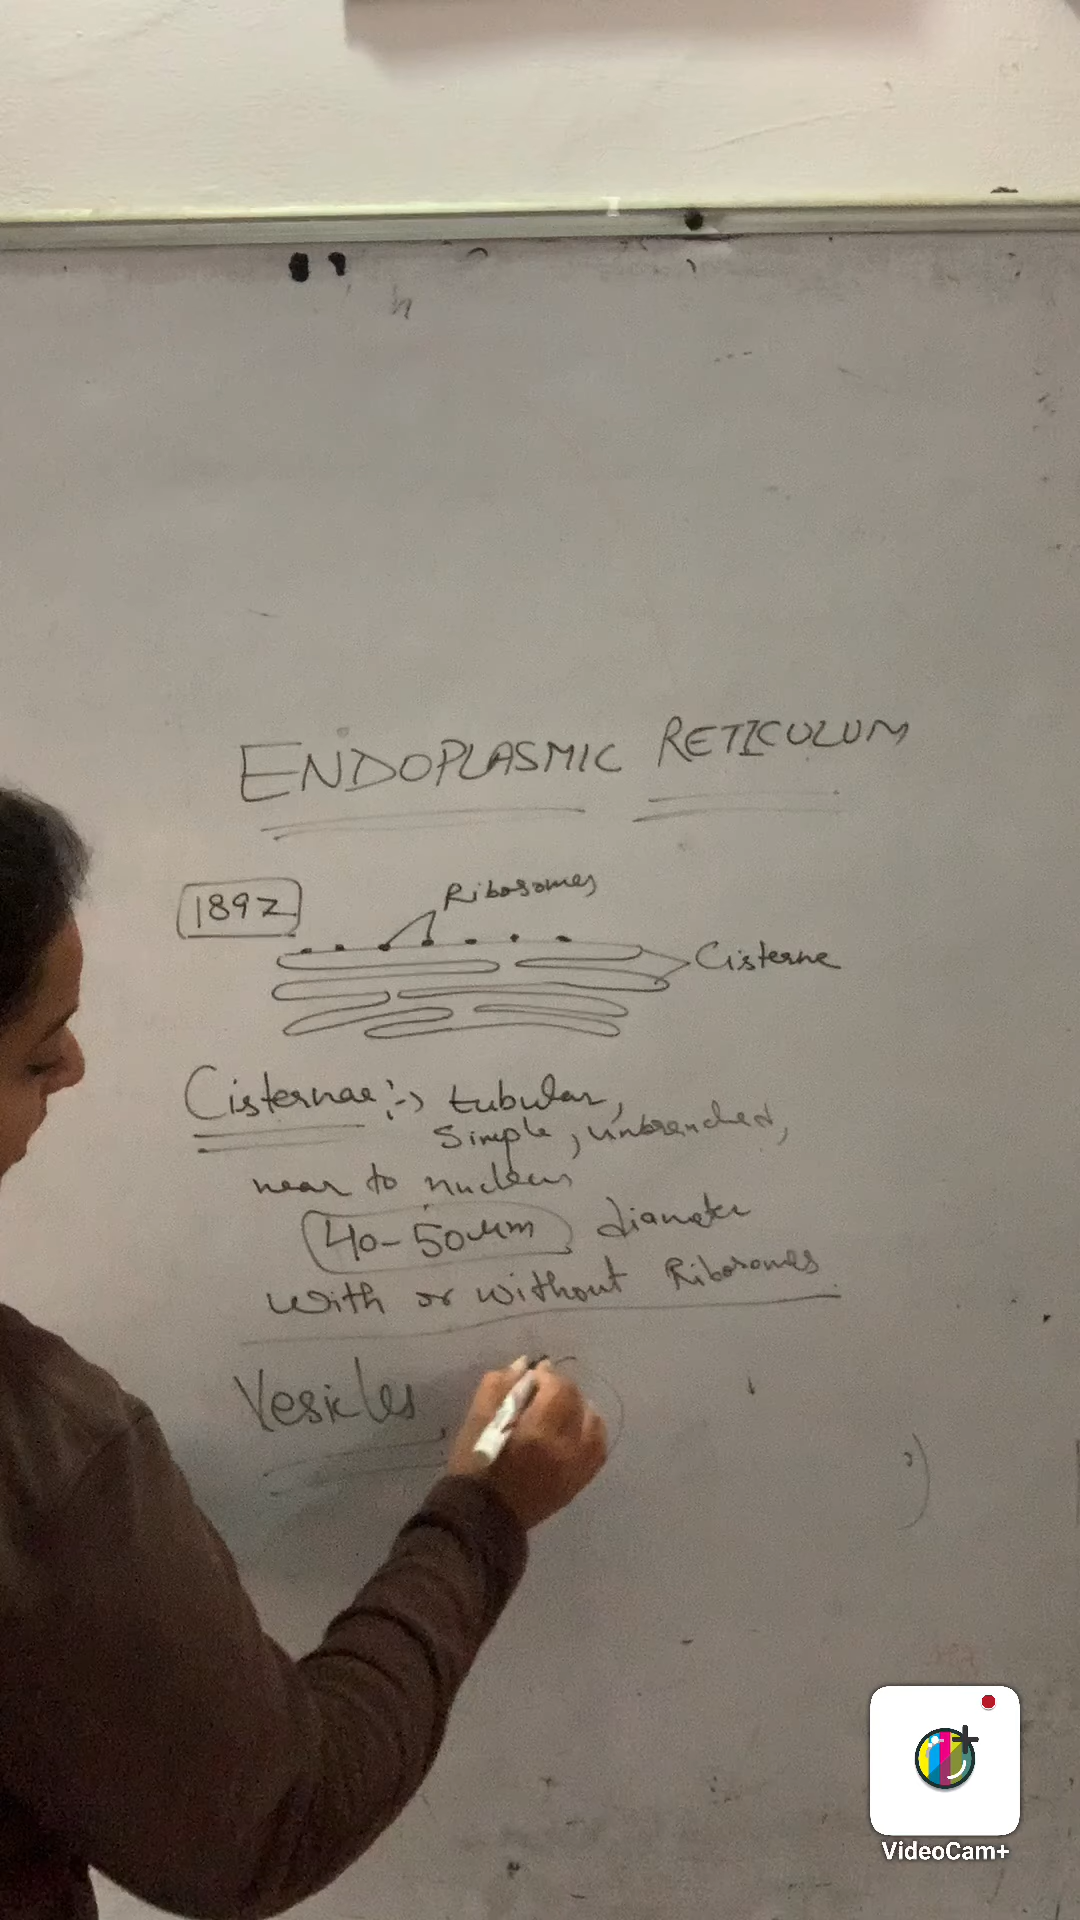 ENDOPLASMIC RETICULUM
1892
Ribosomes
Cisterne
Cisternae :→ tubular,
Simple, unbranched,
near to nucleus
40-50μm diameter
with or without Ribosomes
Vesicles
VideoCam+